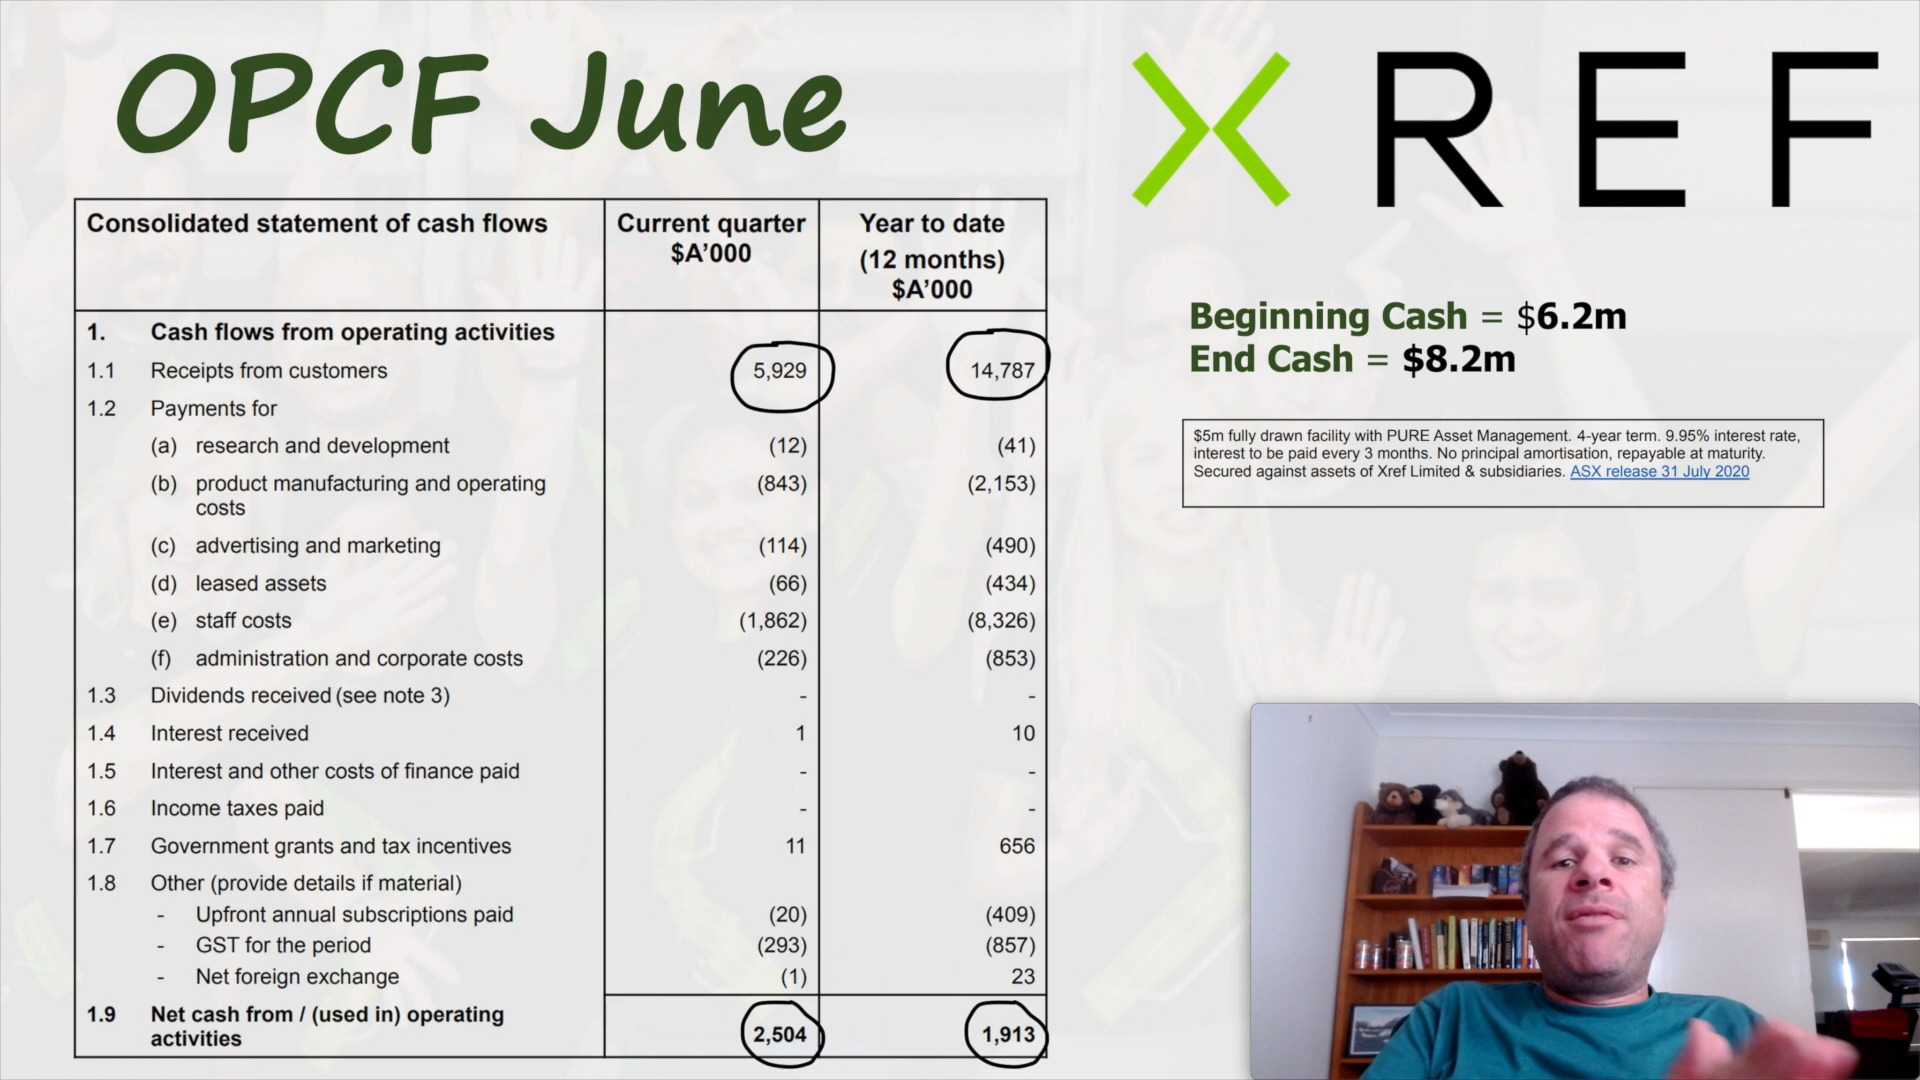 OPCF June
XREF
Consolidated statement of cash flows
Current quarter
$A’000
Year to date
(12 months)
$A’000
1. Cash flows from operating activities
1.1 Receipts from customers 5,929 14,787
1.2 Payments for
(a) research and development (12) (41)
(b) product manufacturing and operating (843) (2,153)
costs
(c) advertising and marketing (114) (490)
(d) leased assets (66) (434)
(e) staff costs (1,862) (8,326)
(f) administration and corporate costs (226) (853)
1.3 Dividends received (see note 3) - -
1.4 Interest received 1 10
1.5 Interest and other costs of finance paid - -
1.6 Income taxes paid - -
1.7 Government grants and tax incentives 11 656
1.8 Other (provide details if material)
- Upfront annual subscriptions paid (20) (409)
- GST for the period (293) (857)
- Net foreign exchange (1) 23
1.9 Net cash from / (used in) operating
activities 2,504 1,913
Beginning Cash = $6.2m
End Cash = $8.2m
$5m fully drawn facility with PURE Asset Management. 4-year term. 9.95% interest rate,
interest to be paid every 3 months. No principal amortisation, repayable at maturity.
Secured against assets of Xref Limited & subsidiaries. ASX release 31 July 2020